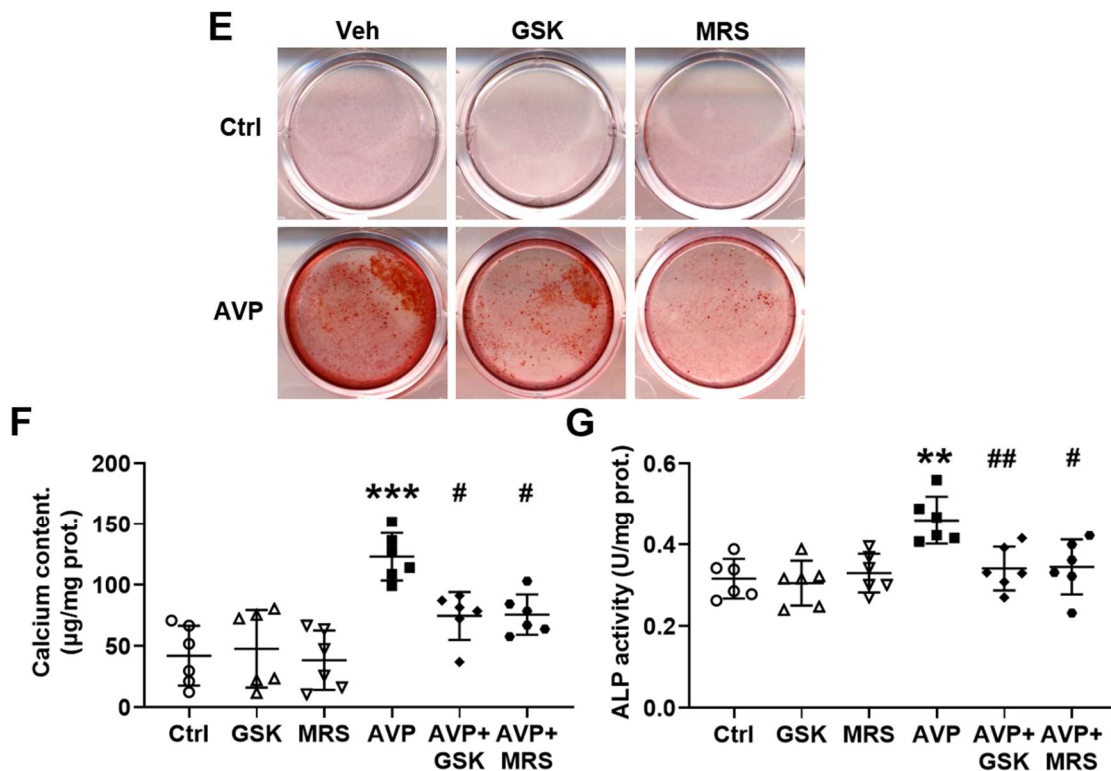 E
Veh GSK MRS
Ctrl
AVP
F
Calcium content.
(μg/mg prot.)
200
150
100
50
0
*** # #
Ctrl GSK MRS AVP AVP+ AVP+
GSK MRS
G
ALP activity (U/mg prot.)
0.6
0.4
0.2
0.0
** ## #
Ctrl GSK MRS AVP AVP+ AVP+
GSK MRS